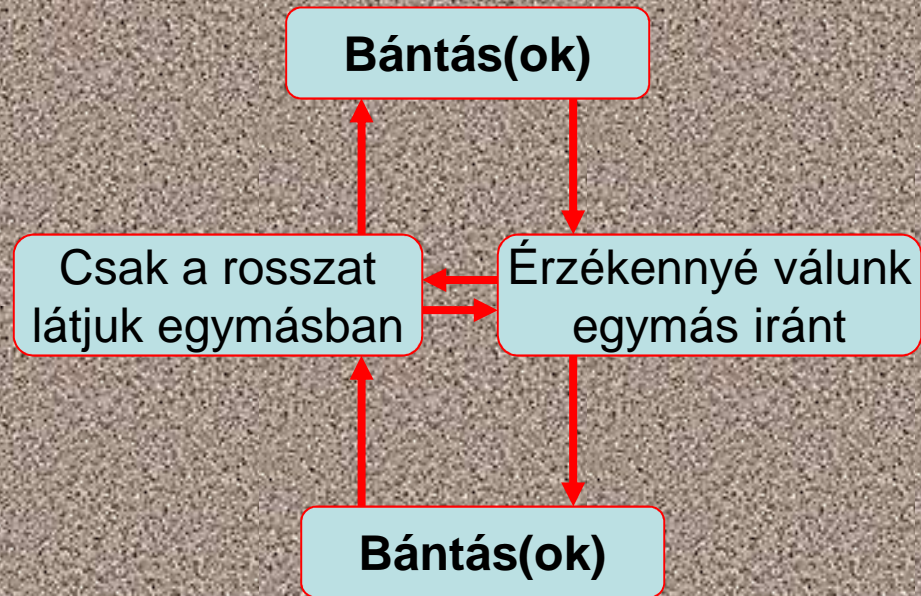 Bántás(ok)
Csak a rosszat
látjuk egymásban
Érzékennyé válunk
egymás iránt
Bántás(ok)